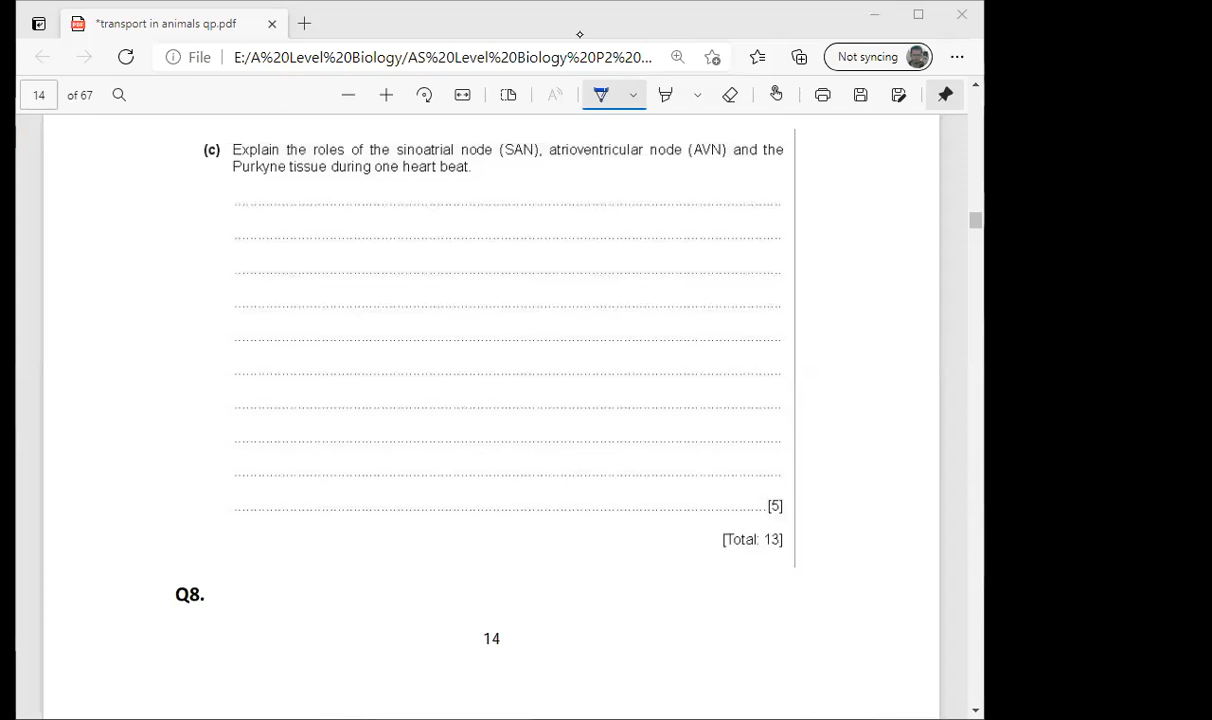 *transport in animals qp.pdf
File E:/A%20Level%20Biology/AS%20Level%20Biology%20P2%20... Not syncing
14 of 67
(c) Explain the roles of the sinoatrial node (SAN), atrioventricular node (AVN) and the
Purkyne tissue during one heart beat.
[5]
[Total: 13]
Q8.
14